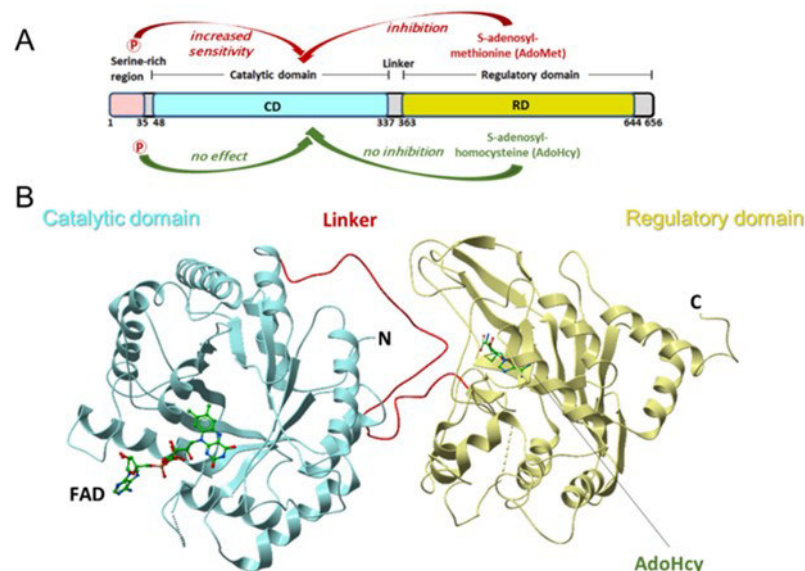 A
P
increased
sensitivity
inhibition
S-adenosyl-
methionine (AdoMet)
Serine-rich
region
Catalytic domain
Linker
Regulatory domain
CD
RD
1
35
48
337
363
644
656
P
no effect
no inhibition
S-adenosyl-
homocysteine (AdoHcy)
B
Catalytic domain
Linker
Regulatory domain
N
C
FAD
AdoHcy